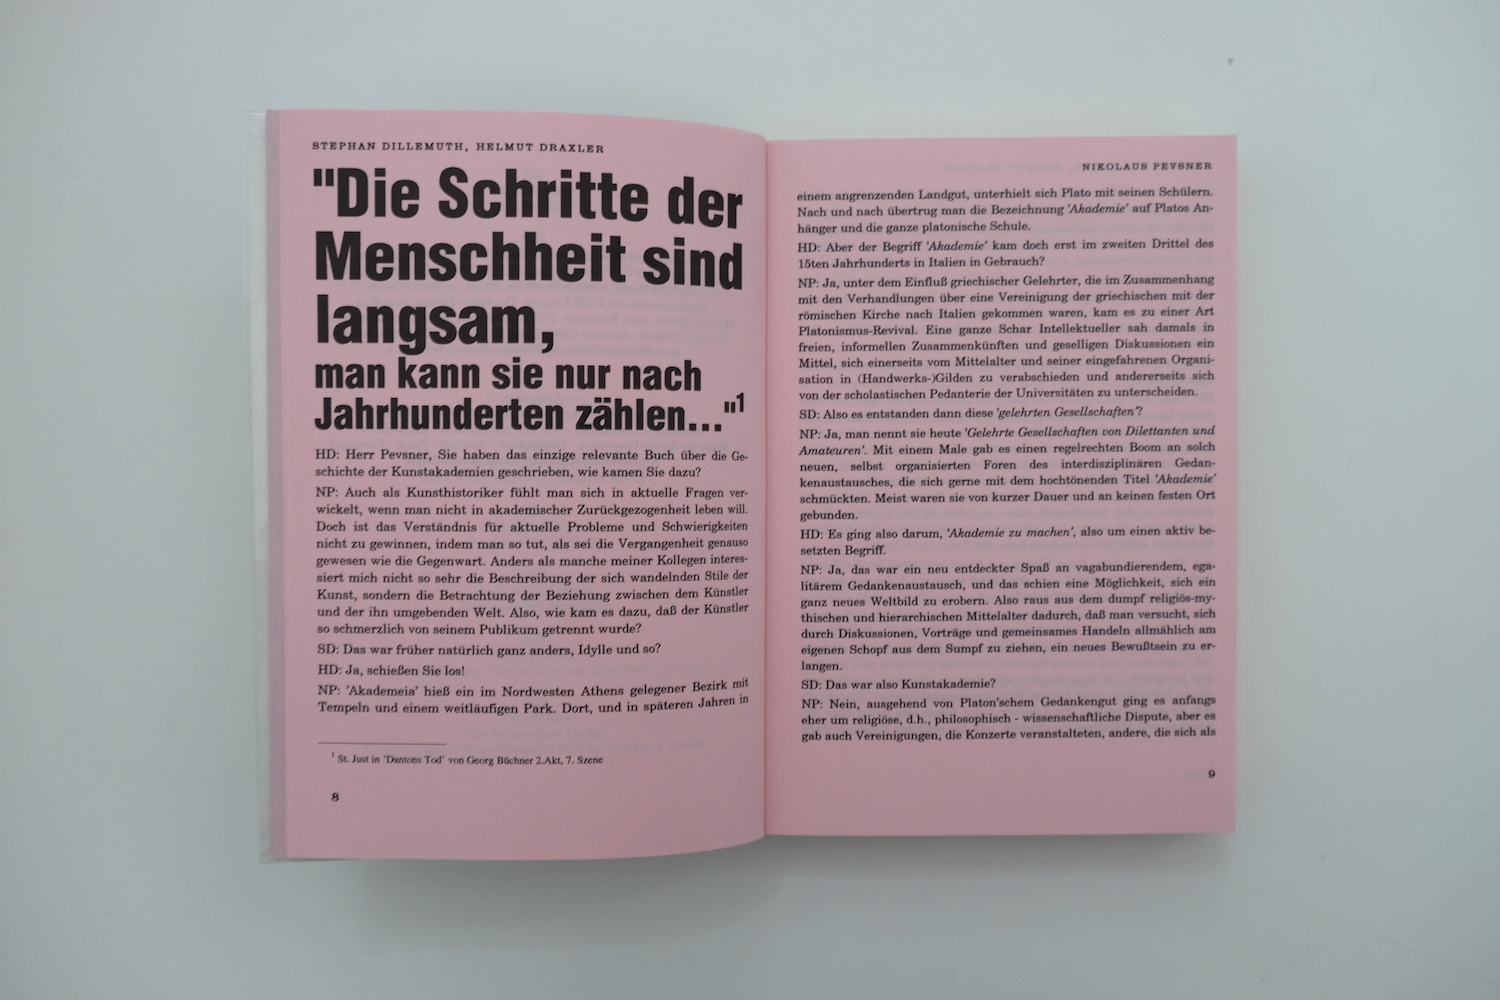 STEPHAN DILLEMUTH, HELMUT DRAXLER
"Die Schritte der
Menschheit sind
langsam,
man kann sie nur nach
Jahrhunderten zählen..."¹
HD: Herr Pevsner, Sie haben das einzige relevante Buch über die Ge-
schichte der Kunstakademien geschrieben, wie kamen Sie dazu?
NP: Auch als Kunsthistoriker fühlt man sich in aktuelle Fragen ver-
wickelt, wenn man nicht in akademischer Zurückgezogenheit leben will.
Doch ist das Verständnis für aktuelle Probleme und Schwierigkeiten
nicht zu gewinnen, indem man so tut, als sei die Vergangenheit genauso
gewesen wie die Gegenwart. Anders als manche meiner Kollegen interes-
siert mich nicht so sehr die Beschreibung der sich wandelnden Stile der
Kunst, sondern die Betrachtung der Beziehung zwischen dem Künstler
und der ihn umgebenden Welt. Also, wie kam es dazu, daß der Künstler
so schmerzlich von seinem Publikum getrennt wurde?
SD: Das war früher natürlich ganz anders, Idylle und so?
HD: Ja, schießen Sie los!
NP: 'Akademeia' hieß ein im Nordwesten Athens gelegener Bezirk mit
Tempeln und einem weitläufigen Park. Dort, und in späteren Jahren in
¹ St. Just in 'Dantons Tod' von Georg Büchner 2.Akt, 7. Szene
8
NIKOLAUS PEVSNER
einem angrenzenden Landgut, unterhielt sich Plato mit seinen Schülern.
Nach und nach übertrug man die Bezeichnung 'Akademie' auf Platos An-
hänger und die ganze platonische Schule.
HD: Aber der Begriff 'Akademie' kam doch erst im zweiten Drittel des
15ten Jahrhunderts in Italien in Gebrauch?
NP: Ja, unter dem Einfluß griechischer Gelehrter, die im Zusammenhang
mit den Verhandlungen über eine Vereinigung der griechischen mit der
römischen Kirche nach Italien gekommen waren, kam es zu einer Art
Platonismus-Revival. Eine ganze Schar Intellektueller sah damals in
freien, informellen Zusammenkünften und geselligen Diskussionen ein
Mittel, sich einerseits vom Mittelalter und seiner eingefahrenen Organi-
sation in (Handwerks-)Gilden zu verabschieden und andererseits sich
von der scholastischen Pedanterie der Universitäten zu unterscheiden.
SD: Also es entstanden dann diese 'gelehrten Gesellschaften'?
NP: Ja, man nennt sie heute 'Gelehrte Gesellschaften von Dilettanten und
Amateuren'. Mit einem Male gab es einen regelrechten Boom an solch
neuen, selbst organisierten Foren des interdisziplinären Gedan-
kenaustausches, die sich gerne mit dem hochtönenden Titel 'Akademie'
schmückten. Meist waren sie von kurzer Dauer und an keinen festen Ort
gebunden.
HD: Es ging also darum, 'Akademie zu machen', also um einen aktiv be-
setzten Begriff.
NP: Ja, das war ein neu entdeckter Spaß an vagabundierendem, ega-
litärem Gedankenaustausch, und das schien eine Möglichkeit, sich ein
ganz neues Weltbild zu erobern. Also raus aus dem dumpf religiös-my-
thischen und hierarchischen Mittelalter dadurch, daß man versucht, sich
durch Diskussionen, Vorträge und gemeinsames Handeln allmählich am
eigenen Schopf aus dem Sumpf zu ziehen, ein neues Bewußtsein zu er-
langen.
SD: Das war also Kunstakademie?
NP: Nein, ausgehend von Platon'schem Gedankengut ging es anfangs
eher um religiöse, d.h., philosophisch - wissenschaftliche Dispute, aber es
gab auch Vereinigungen, die Konzerte veranstalteten, andere, die sich als
9